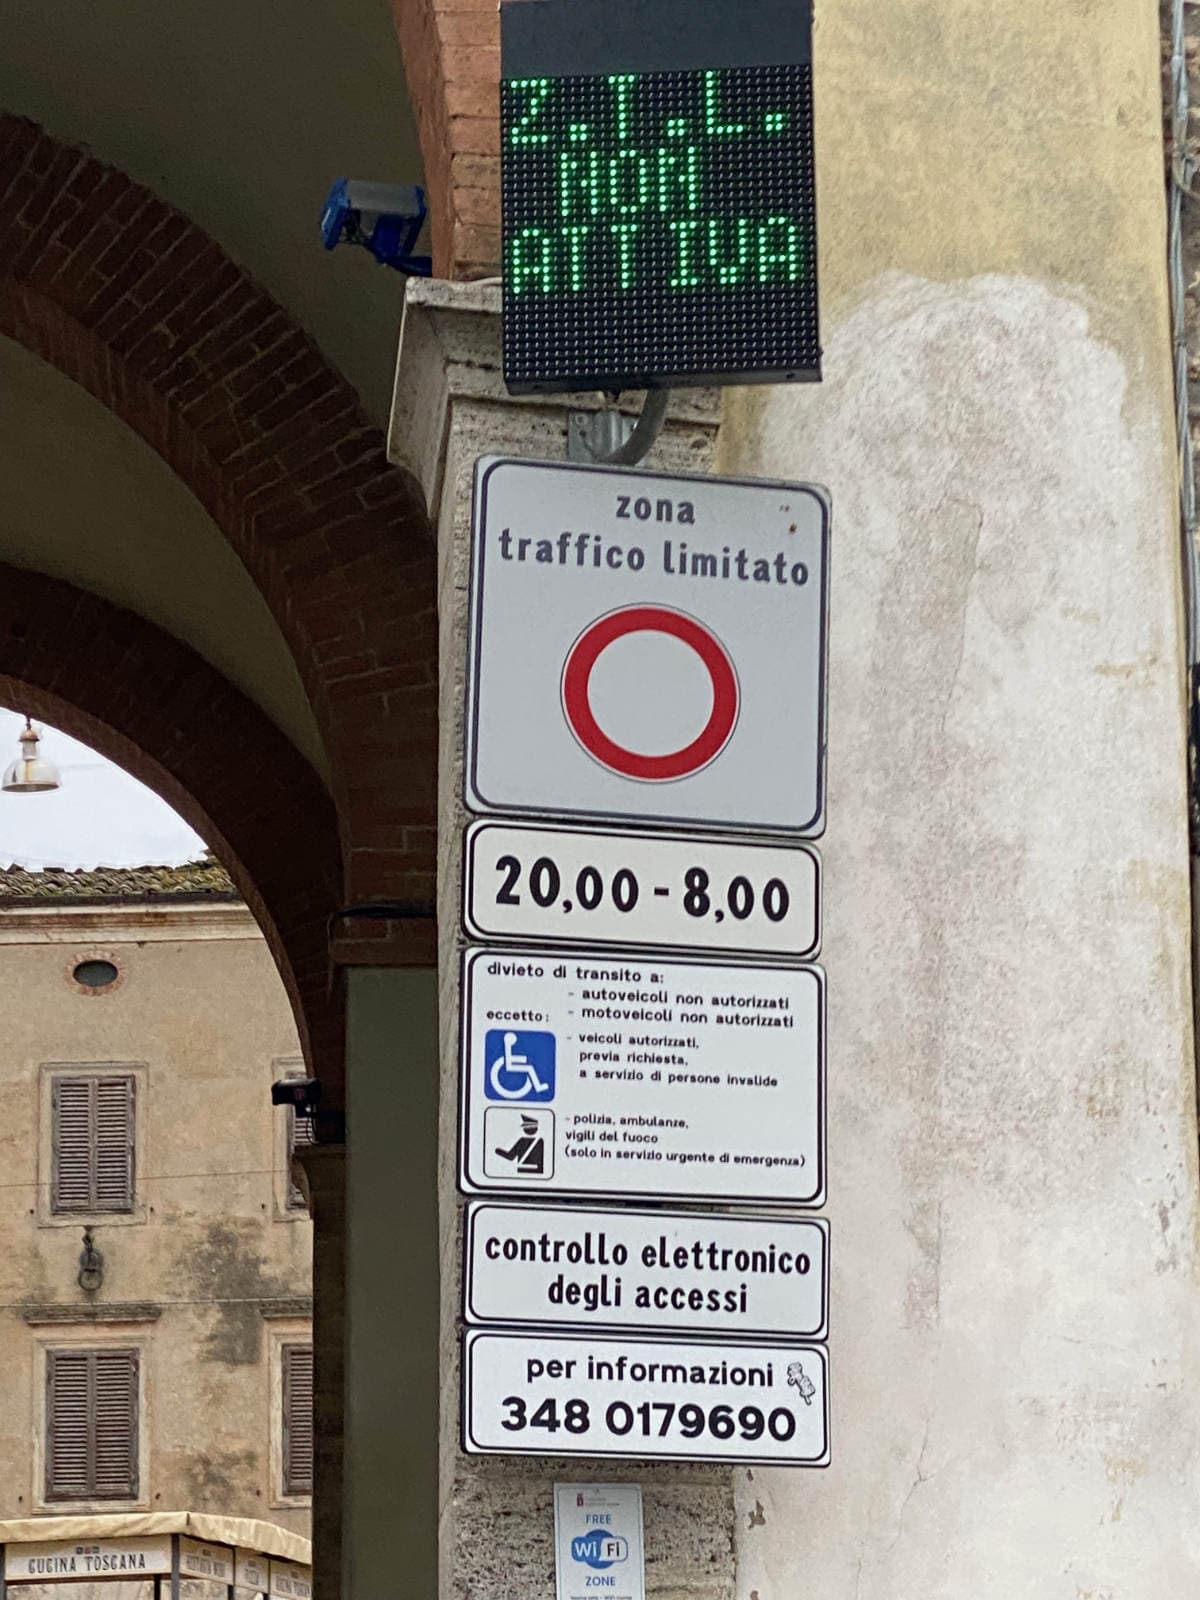 Z.T.L.
NON
ATTIVA
zona
traffico limitato
20,00 - 8,00
divieto di transito a:
- autoveicoli non autorizzati
- motoveicoli non autorizzati
eccetto:
- veicoli autorizzati,
previa richiesta,
a servizio di persone invalide
- polizia, ambulanze,
vigili del fuoco
(solo in servizio urgente di emergenza)
controllo elettronico
degli accessi
per informazioni
348 0179690
FREE
Wi Fi
ZONE
CUCINA TOSCANA